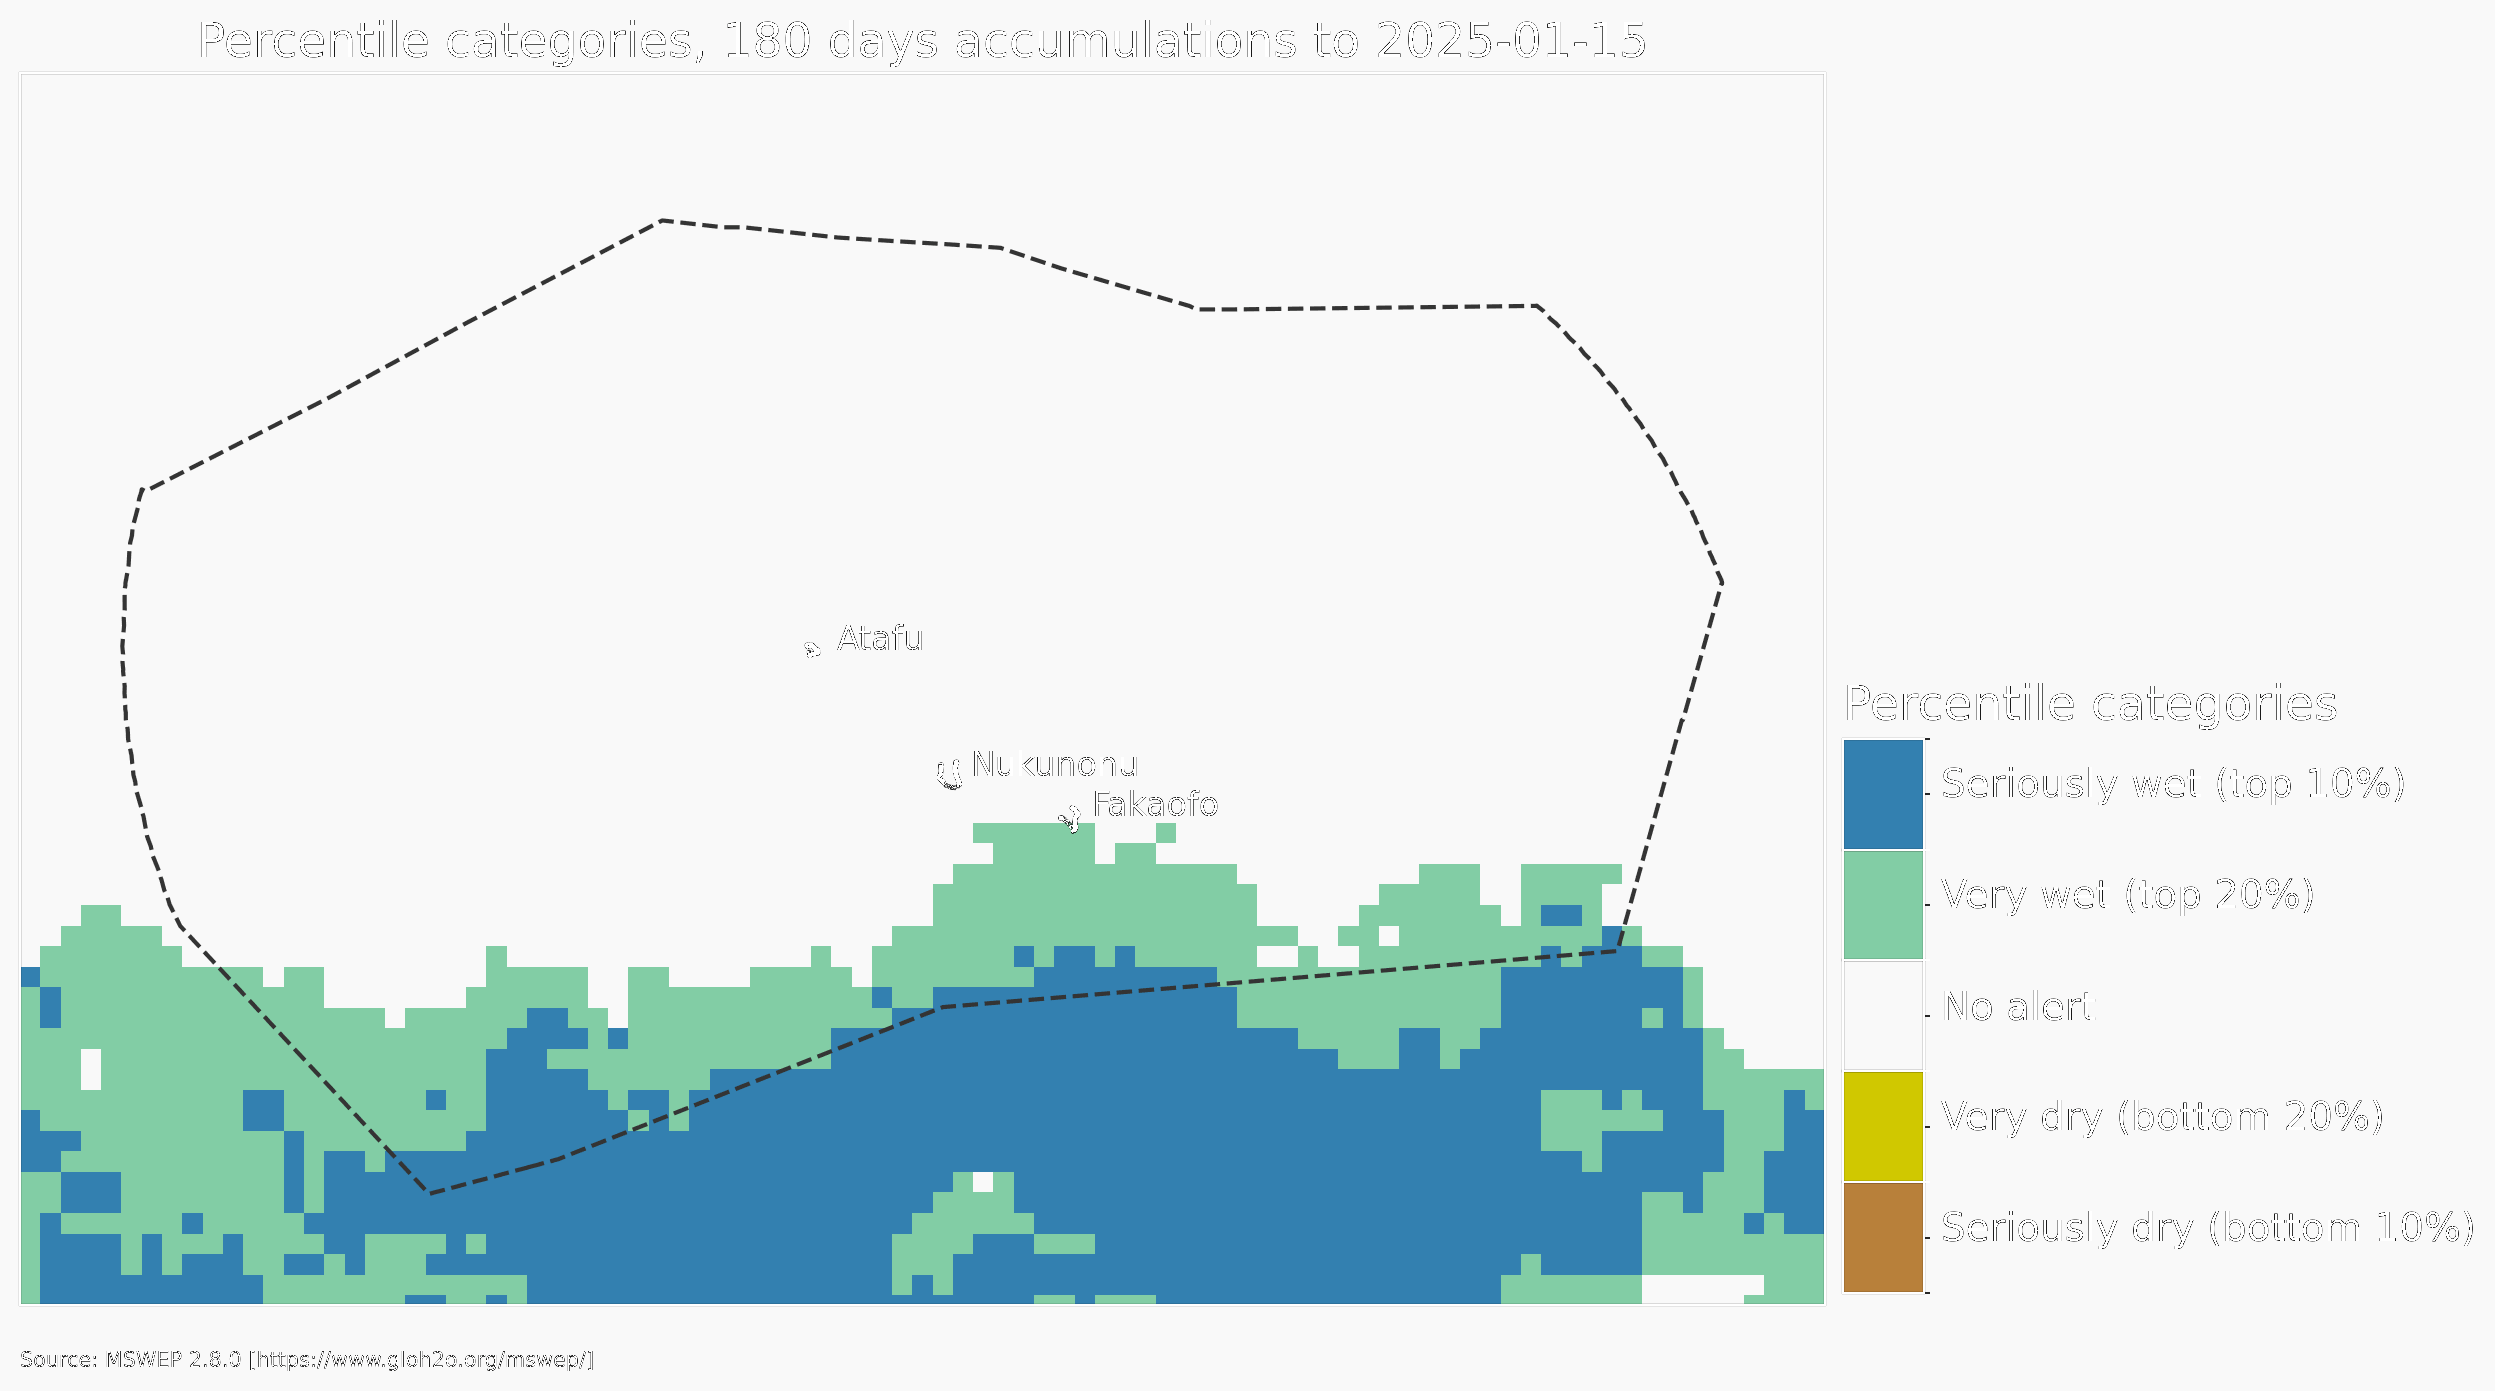 Percentile categories, 180 days accumulations to 2025-01-15
Atafu
Nukunonu
Fakaofo
Percentile categories
Seriously wet (top 10%)
Very wet (top 20%)
No alert
Very dry (bottom 20%)
Seriously dry (bottom 10%)
Source: MSWEP 2.8.0 [https://www.gloh2o.org/mswep/]